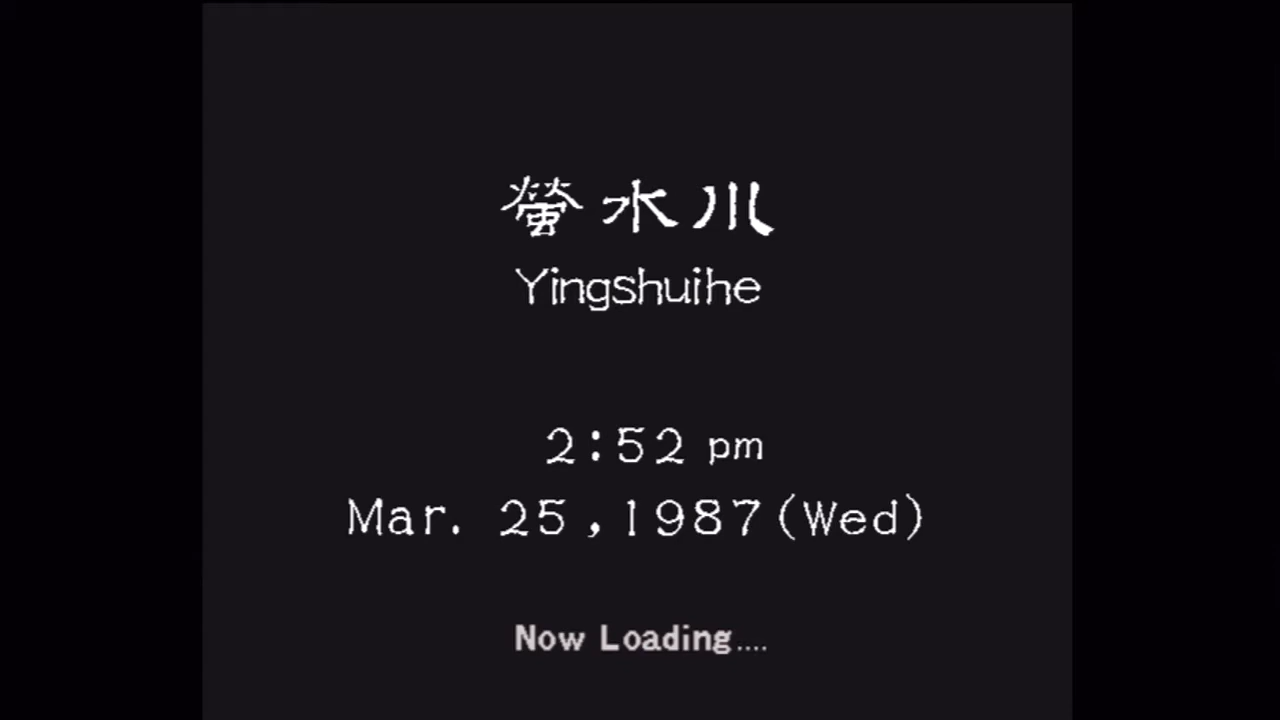 螢水川
Yingshuihe
2:52 pm
Mar. 25,1987(Wed)
Now Loading....